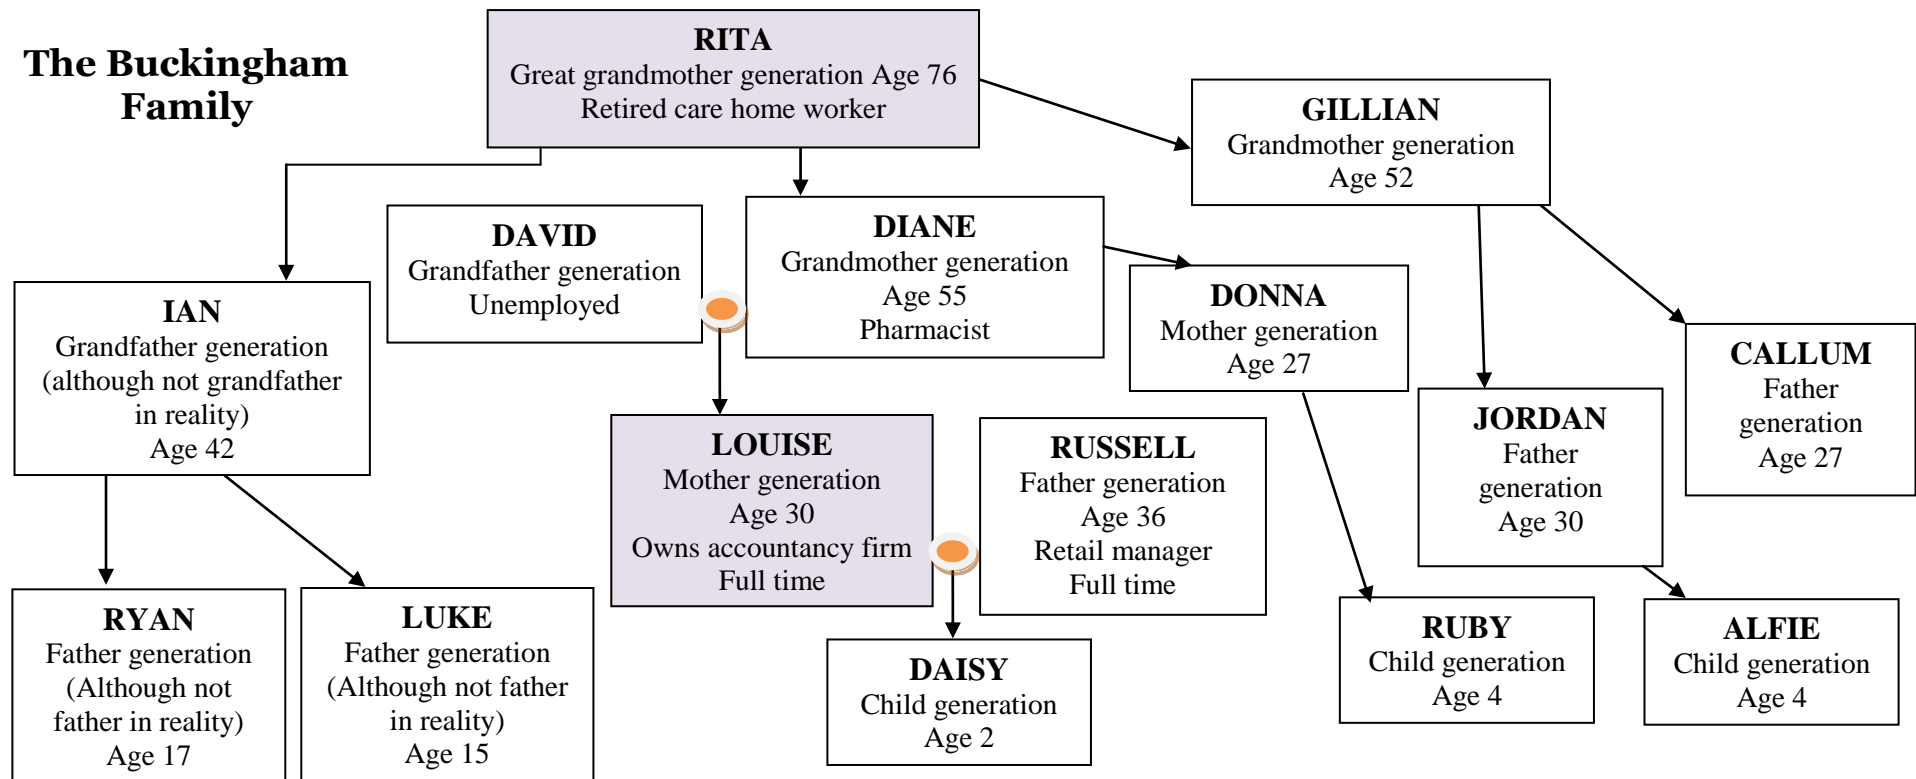 The Buckingham
Family
RITA
Great grandmother generation Age 76
Retired care home worker
GILLIAN
Grandmother generation
Age 52
DAVID
Grandfather generation
Unemployed
DIANE
Grandmother generation
Age 55
Pharmacist
IAN
Grandfather generation
(although not grandfather
in reality)
Age 42
DONNA
Mother generation
Age 27
CALLUM
Father
generation
Age 27
LOUISE
Mother generation
Age 30
Owns accountancy firm
Full time
RUSSELL
Father generation
Age 36
Retail manager
Full time
JORDAN
Father
generation
Age 30
RYAN
Father generation
(Although not
father in reality)
Age 17
LUKE
Father generation
(Although not father
in reality)
Age 15
DAISY
Child generation
Age 2
RUBY
Child generation
Age 4
ALFIE
Child generation
Age 4